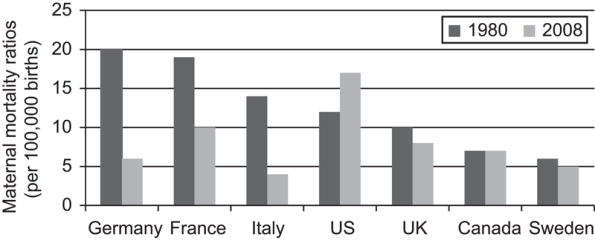 Maternal mortality ratios
(per 100,000 births)
25
20
15
10
5
0
1980 2008
Germany France Italy US UK Canada Sweden